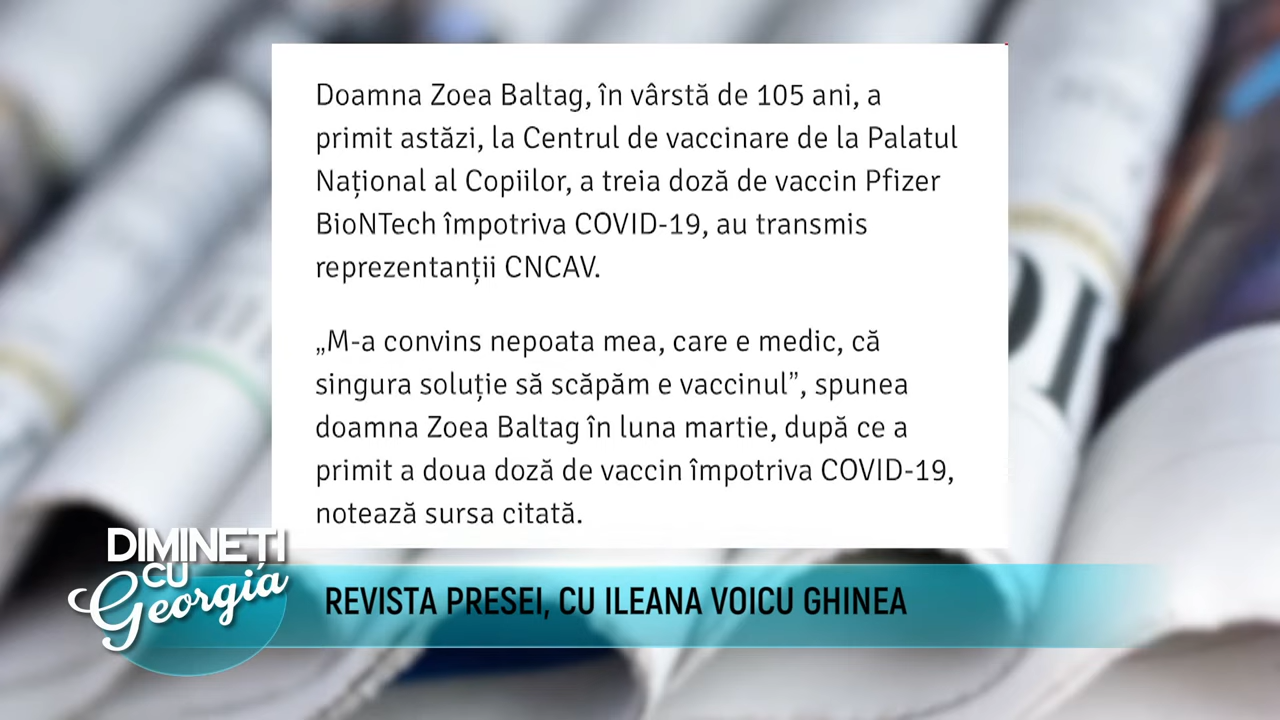 Doamna Zoea Baltag, în vârstă de 105 ani, a
primit astăzi, la Centrul de vaccinare de la Palatul
Național al Copiilor, a treia doză de vaccin Pfizer
BioNTech împotriva COVID-19, au transmis
reprezentanții CNCAV.
„M-a convins nepoata mea, care e medic, că
singura soluție să scăpăm e vaccinul”, spunea
doamna Zoea Baltag în luna martie, după ce a
primit a doua doză de vaccin împotriva COVID-19,
notează sursa citată.
DIMINEȚI
CU
Georgia
REVISTA PRESEI, CU ILEANA VOICU GHINEA